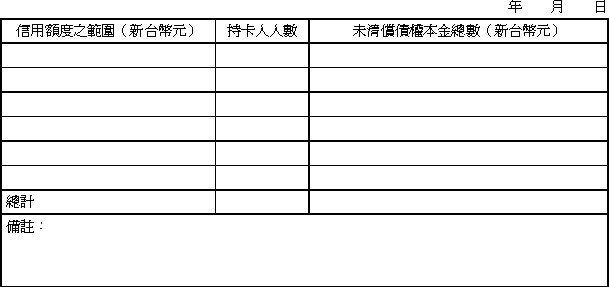 年　　月　　日
信用額度之範圍（新台幣元）　持卡人人數　未清償債權本金總數（新台幣元）
總計
備註：